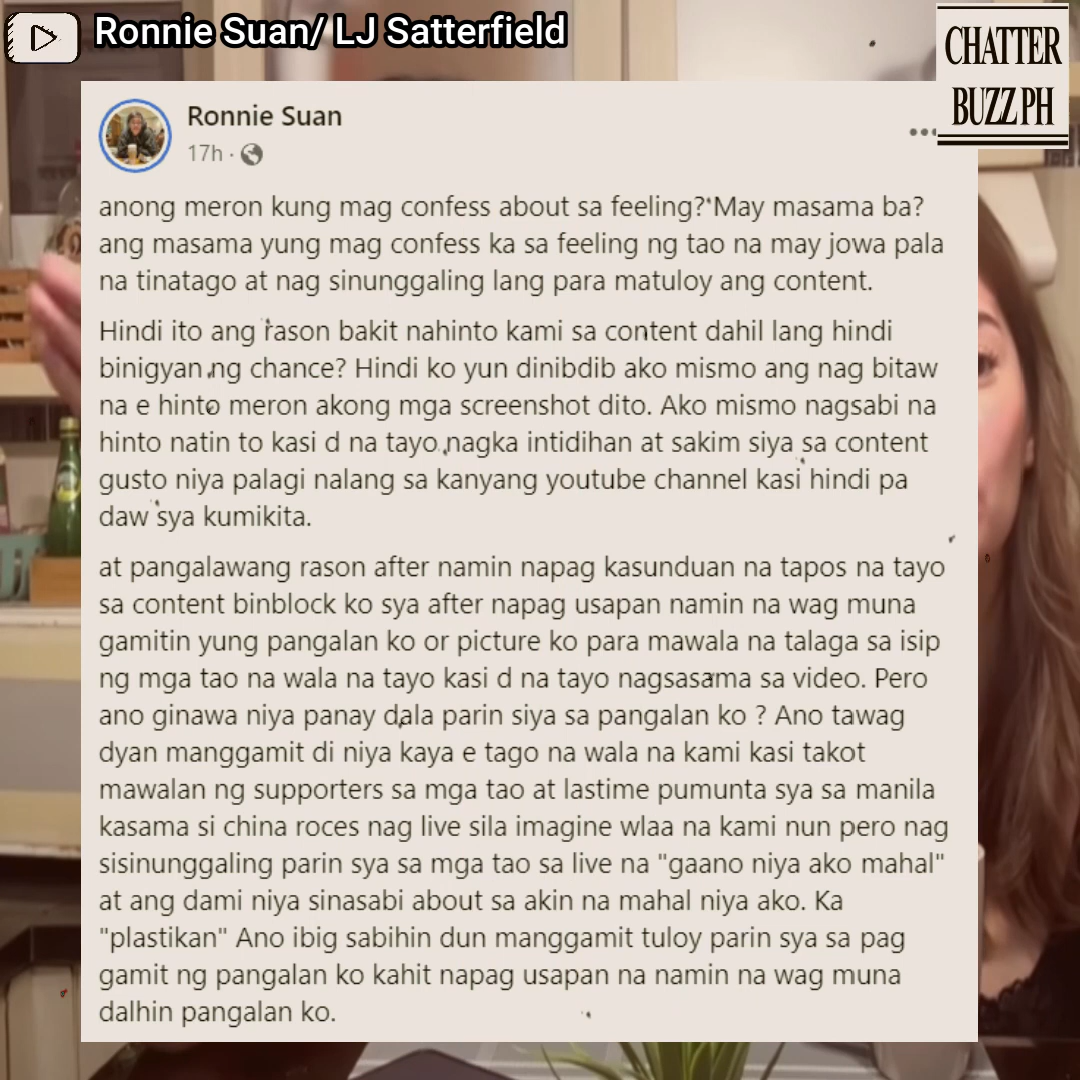 Ronnie Suan/ LJ Satterfield
CHATTER
BUZZ PH
Ronnie Suan
17h ·
anong meron kung mag confess about sa feeling? May masama ba?
ang masama yung mag confess ka sa feeling ng tao na may jowa pala
na tinatago at nag sinunggaling lang para matuloy ang content.
Hindi ito ang rason bakit nahinto kami sa content dahil lang hindi
binigyan ng chance? Hindi ko yun dinibdib ako mismo ang nag bitaw
na e hinto meron akong mga screenshot dito. Ako mismo nagsabi na
hinto natin to kasi d na tayo nagka intidihan at sakim siya sa content
gusto niya palagi nalang sa kanyang youtube channel kasi hindi pa
daw sya kumikita.
at pangalawang rason after namin napag kasunduan na tapos na tayo
sa content binblock ko sya after napag usapan namin na wag muna
gamitin yung pangalan ko or picture ko para mawala na talaga sa isip
ng mga tao na wala na tayo kasi d na tayo nagsasama sa video. Pero
ano ginawa niya panay dala parin siya sa pangalan ko ? Ano tawag
dyan manggamit di niya kaya e tago na wala na kami kasi takot
mawalan ng supporters sa mga tao at lastime pumunta sya sa manila
kasama si china roces nag live sila imagine wlaa na kami nun pero nag
sisinunggaling parin sya sa mga tao sa live na "gaano niya ako mahal"
at ang dami niya sinasabi about sa akin na mahal niya ako. Ka
"plastikan" Ano ibig sabihin dun manggamit tuloy parin sya sa pag
gamit ng pangalan ko kahit napag usapan na namin na wag muna
dalhin pangalan ko.